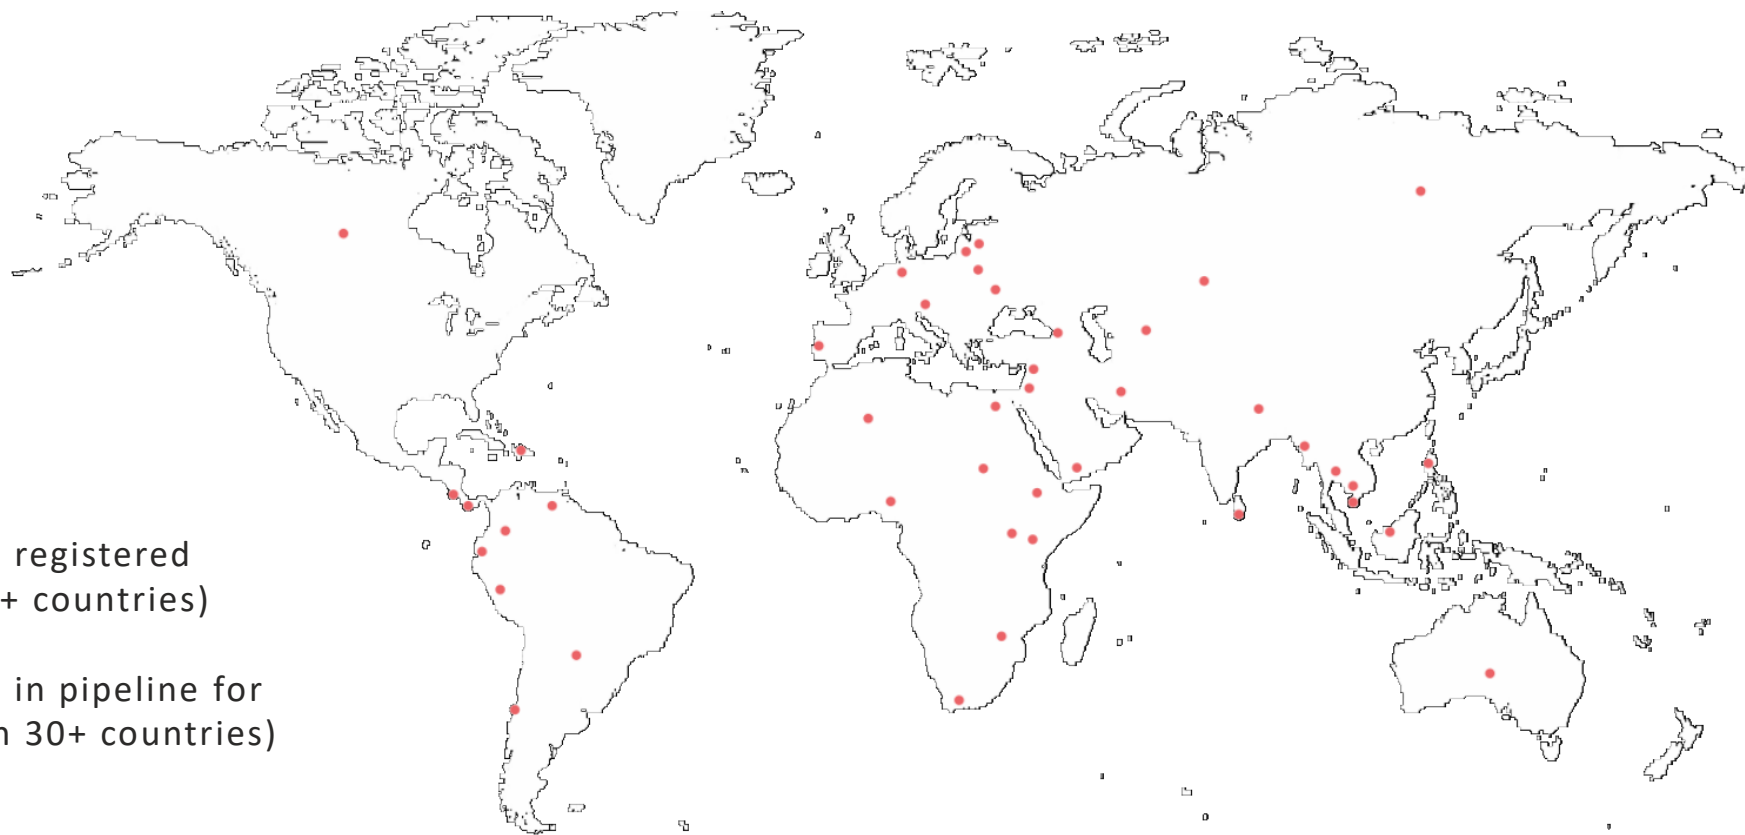 registered
+ countries)
in pipeline for
30+ countries)